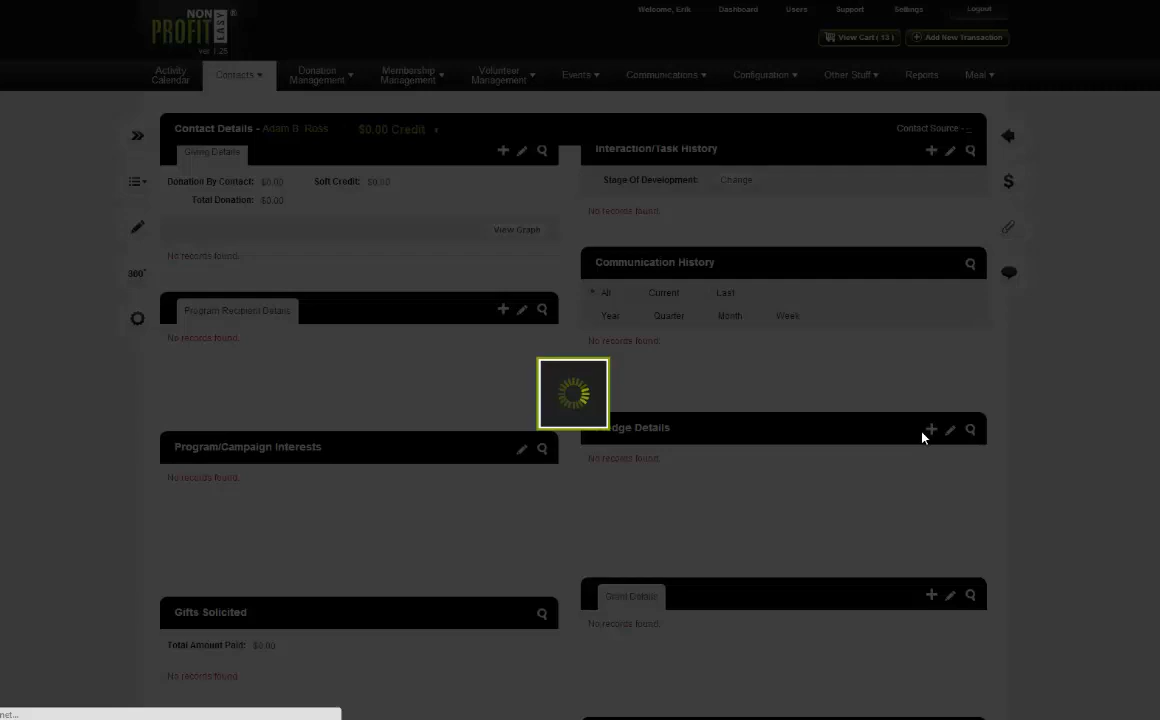 Welcome, Erik
Dashboard
Users
Support
Settings
Logout
NON
PROFIT
EASY
®
ver 1.25
View Cart ( 13 )
Add New Transaction
Activity
Calendar
Contacts
Donation
Management
Membership
Management
Volunteer
Management
Events
Communications
Configuration
Other Stuff
Reports
Meal
Contact Details - Adam B. Ross
$0.00 Credit
Contact Source - _
Giving Details
Donation By Contact: $0.00 Soft Credit: $0.00
Total Donation: $0.00
View Graph
No records found.
Interaction/Task History
Stage Of Development: Change
No records found.
Communication History
* All Current Last
Year Quarter Month Week
No records found.
360°
Program Recipient Details
No records found.
Program/Campaign Interests
No records found.
dge Details
No records found.
Gifts Solicited
Total Amount Paid: $0.00
No records found.
Grant Details
No records found.
net...